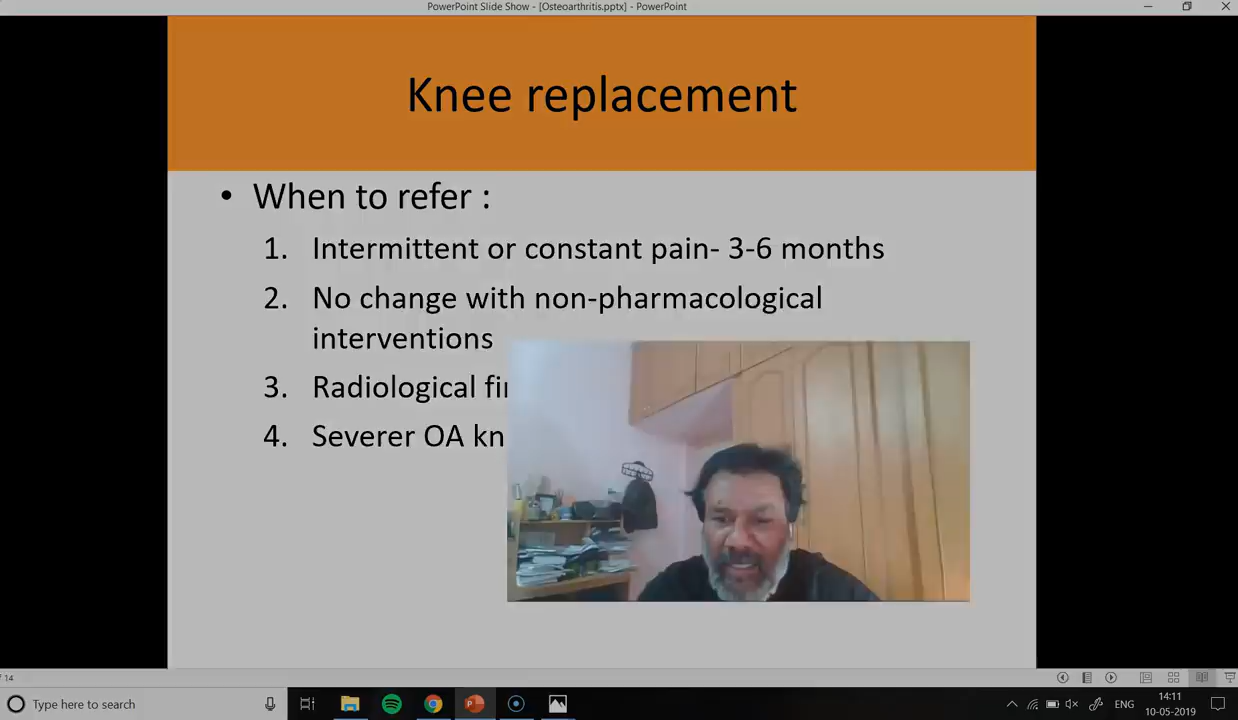 PowerPoint Slide Show - [Osteoarthritis.pptx] - PowerPoint
Knee replacement
• When to refer :
1. Intermittent or constant pain- 3-6 months
2. No change with non-pharmacological
interventions
3. Radiological
4. Severer OA
14
Type here to search
ENG
14:11
10-05-2019